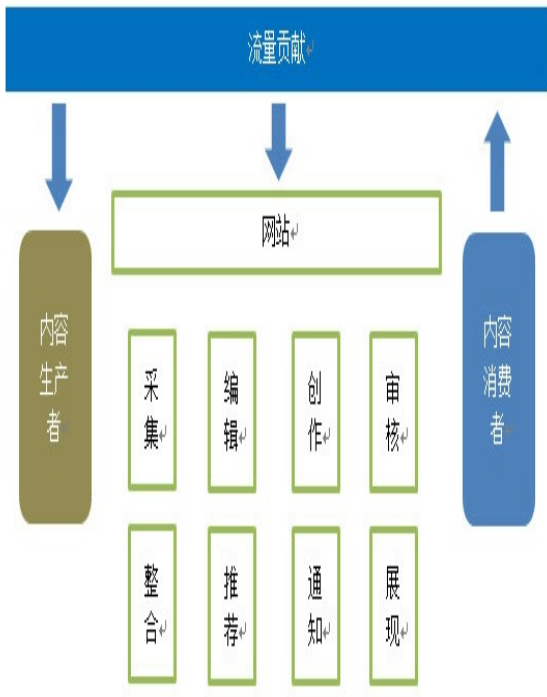 流量贡献
网站
内容
生产
者
内容
消费
者
采
集
编
辑
创
作
审
核
整
合
推
荐
通
知
展
现